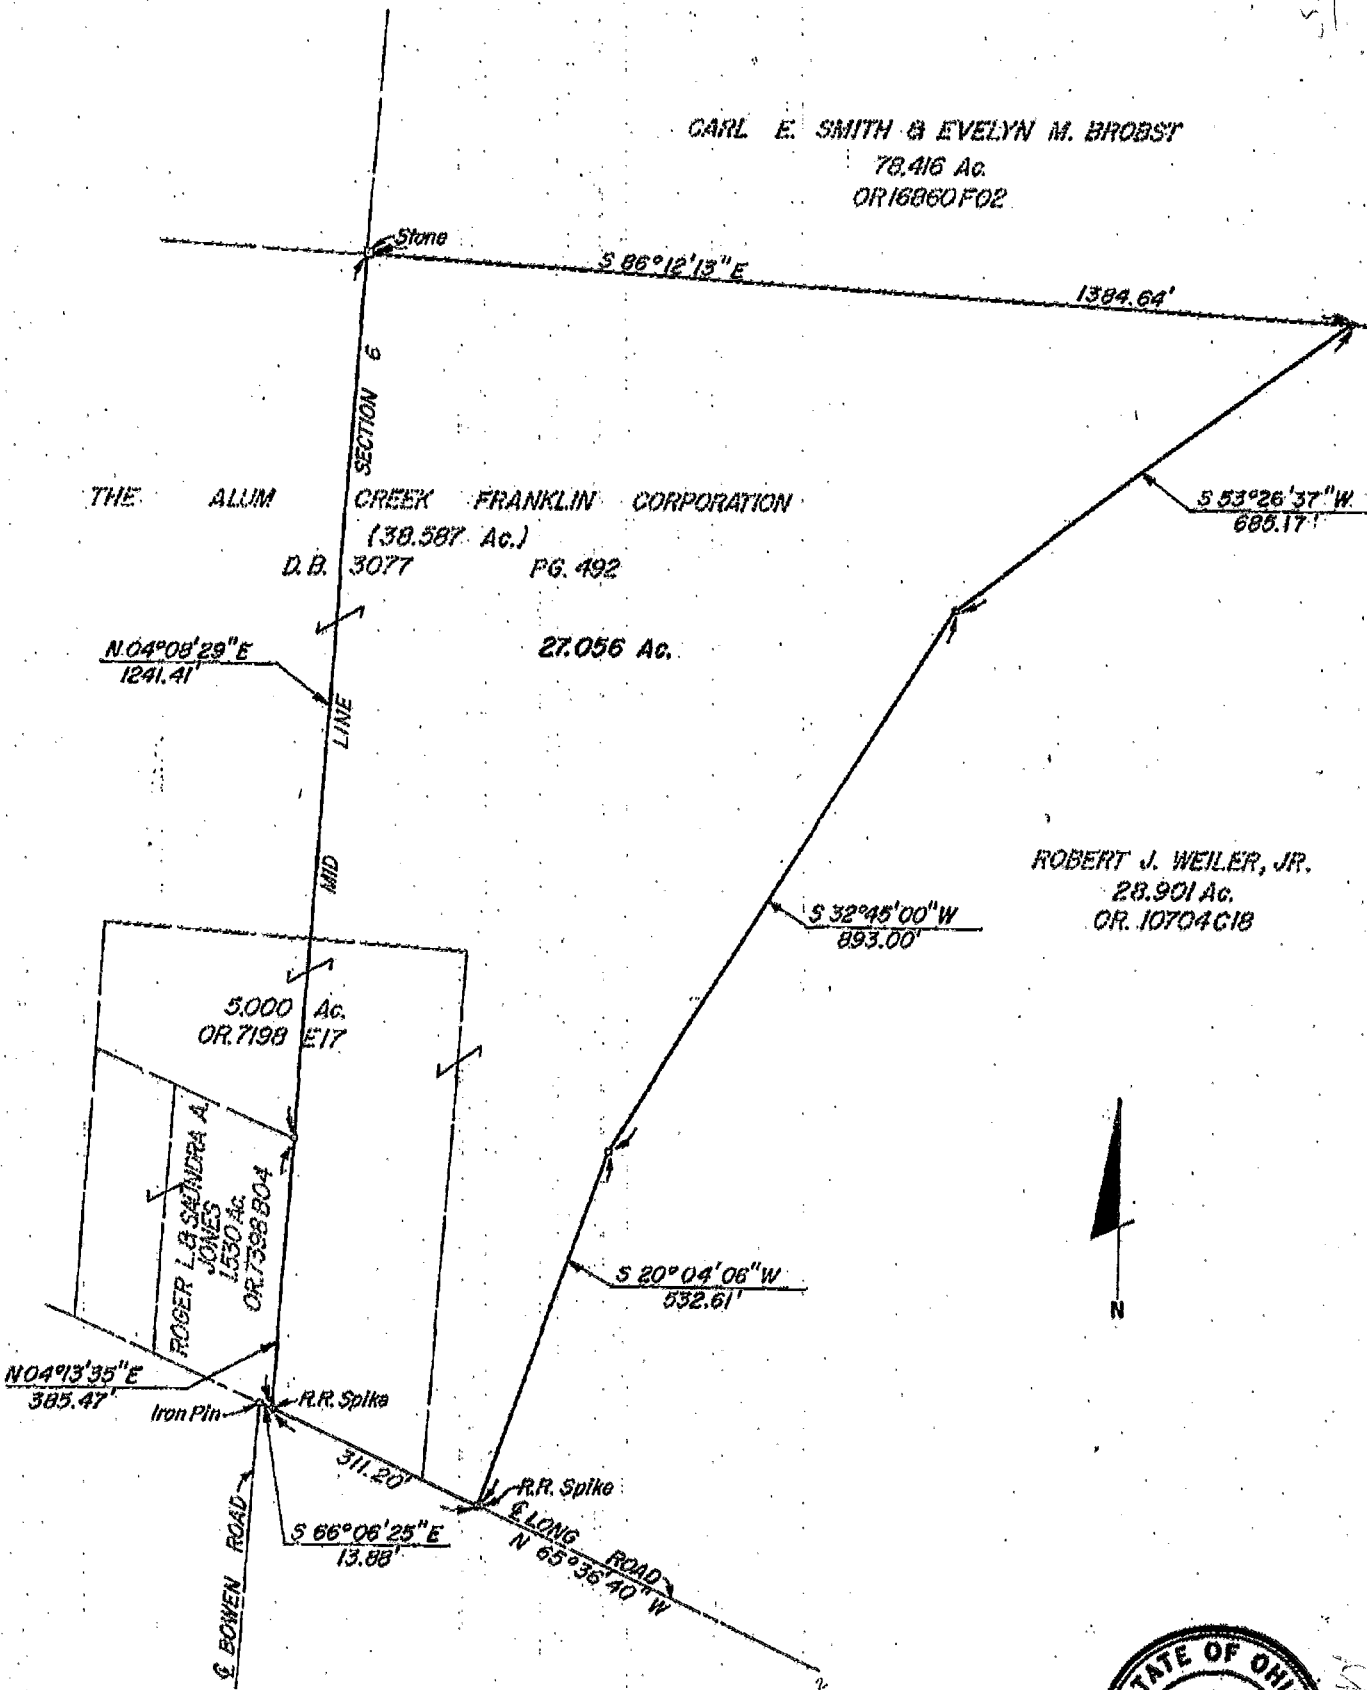 CARL E. SMITH & EVELYN M. BROBST
78.416 Ac.
OR16860F02
Stone
S 86°12'13"E
1384.64'
SECTION 6
THE ALUM CREEK FRANKLIN CORPORATION
(38.587 Ac.)
D.B. 3077 PG. 492
S 53°26'37"W
685.17'
27.056 Ac.
N.04°08'29"E
1241.41'
LINE
MID
ROBERT J. WEILER, JR.
28.901 Ac.
OR. 10704C18
S 32°45'00"W
893.00'
5.000 Ac.
OR.7198 E17
ROGER L.& SAUNDRA A.
JONES
1.530 Ac.
OR.7398 B04
S 20°04'06"W
532.61'
N
N04°13'35"E
385.47'
Iron Pin
R.R. Spike
311.20'
R.R. Spike
℄ LONG ROAD
N 65°36'40"W
S 66°06'25"E
13.88'
℄ BOWEN ROAD
STATE OF OHI